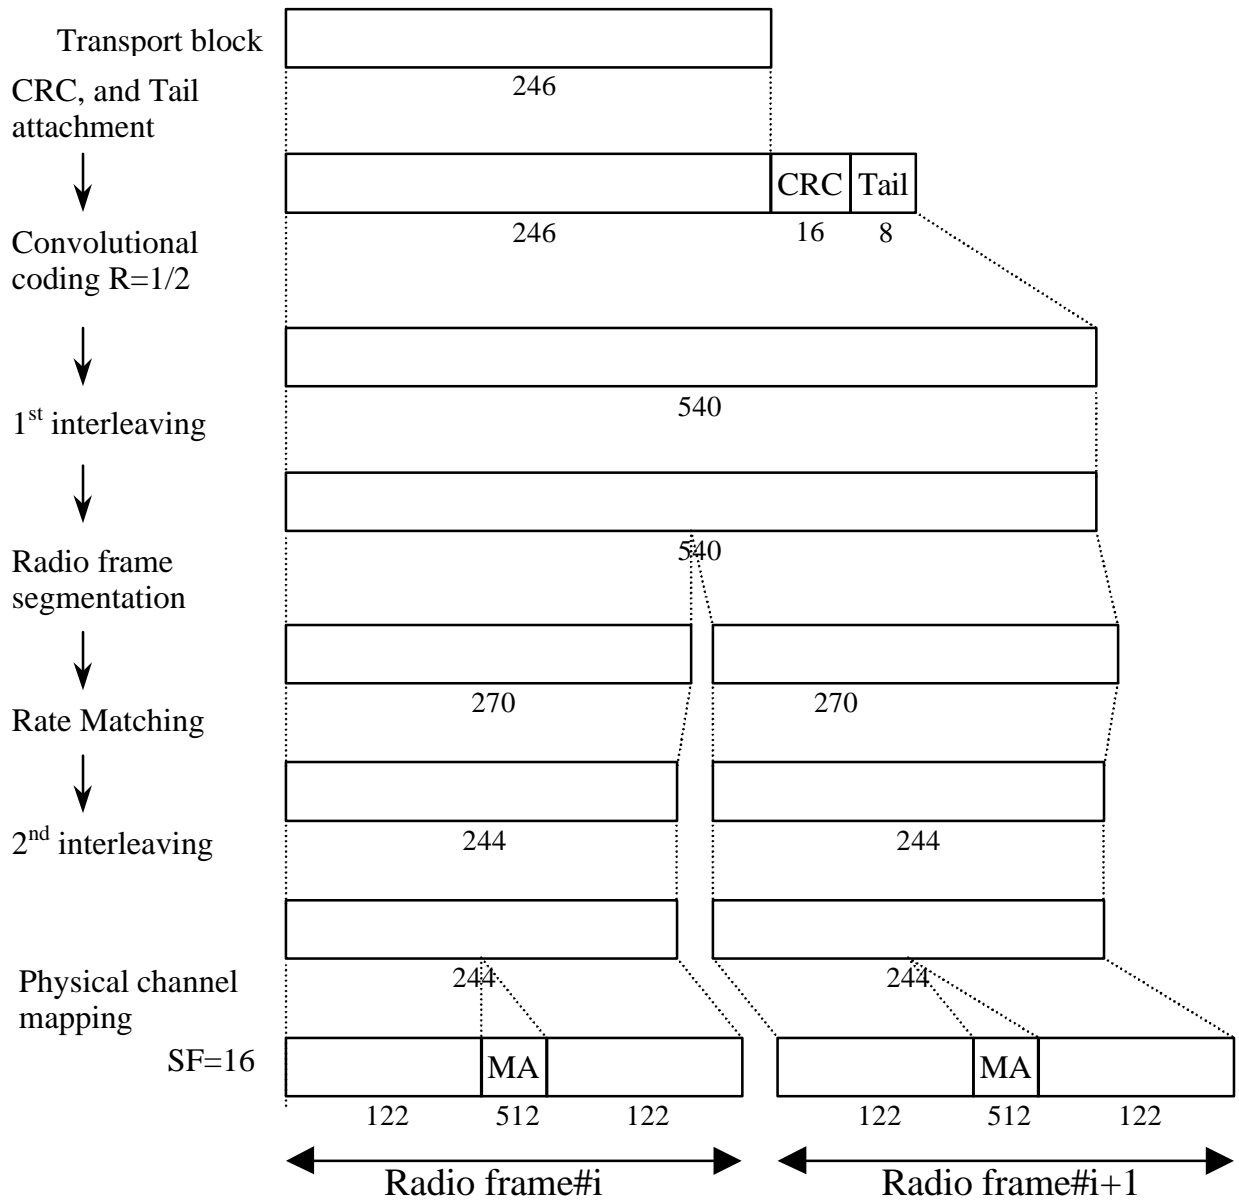 Transport block
246
CRC, and Tail
attachment
CRC Tail
246 16 8
Convolutional
coding R=1/2
540
1st interleaving
540
Radio frame
segmentation
270 270
Rate Matching
244 244
2nd interleaving
244 244
Physical channel
mapping
SF=16 MA MA
122 512 122 122 512 122
Radio frame#i Radio frame#i+1